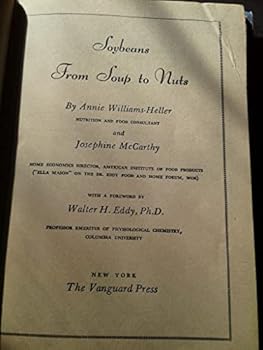 Soybeans
From Soup to Nuts
By Annie Williams-Heller
NUTRITION AND FOOD CONSULTANT
and
Josephine McCarthy
HOME ECONOMICS DIRECTOR, AMERICAN INSTITUTE OF FOOD PRODUCTS
("ELLA MASON" ON THE DR. EDDY FOOD AND HOME FORUM, WOR)
WITH A FOREWORD BY
Walter H. Eddy, Ph.D.
PROFESSOR EMERITUS OF PHYSIOLOGICAL CHEMISTRY,
COLUMBIA UNIVERSITY
NEW YORK
The Vanguard Press